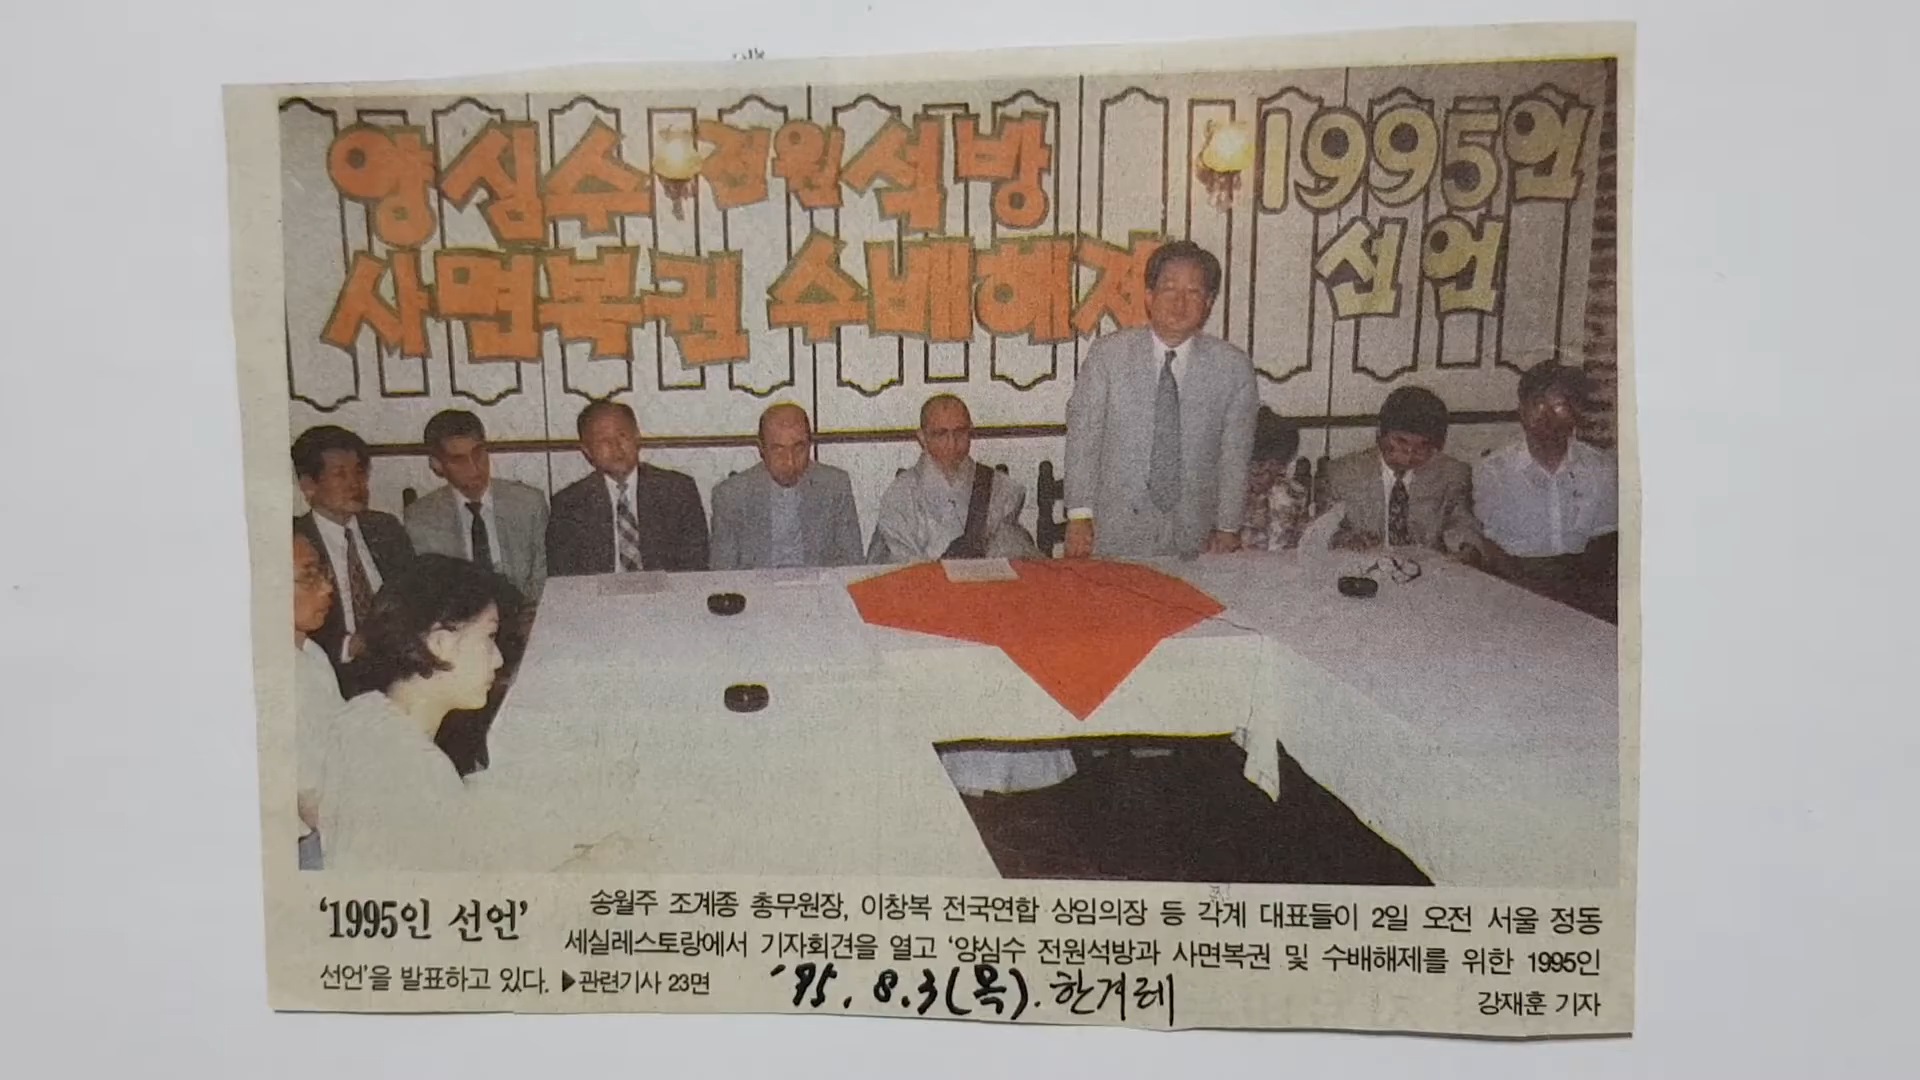 양심수 전원석방
사면복권 수배해제
1995인
선언
'1995인 선언'
송월주 조계종 총무원장, 이창복 전국연합 상임의장 등 각계 대표들이 2일 오전 서울 정동
세실레스토랑에서 기자회견을 열고 '양심수 전원석방과 사면복권 및 수배해제를 위한 1995인
선언'을 발표하고 있다. ▶관련기사 23면
'95. 8. 3 (목). 한겨레
강재훈 기자